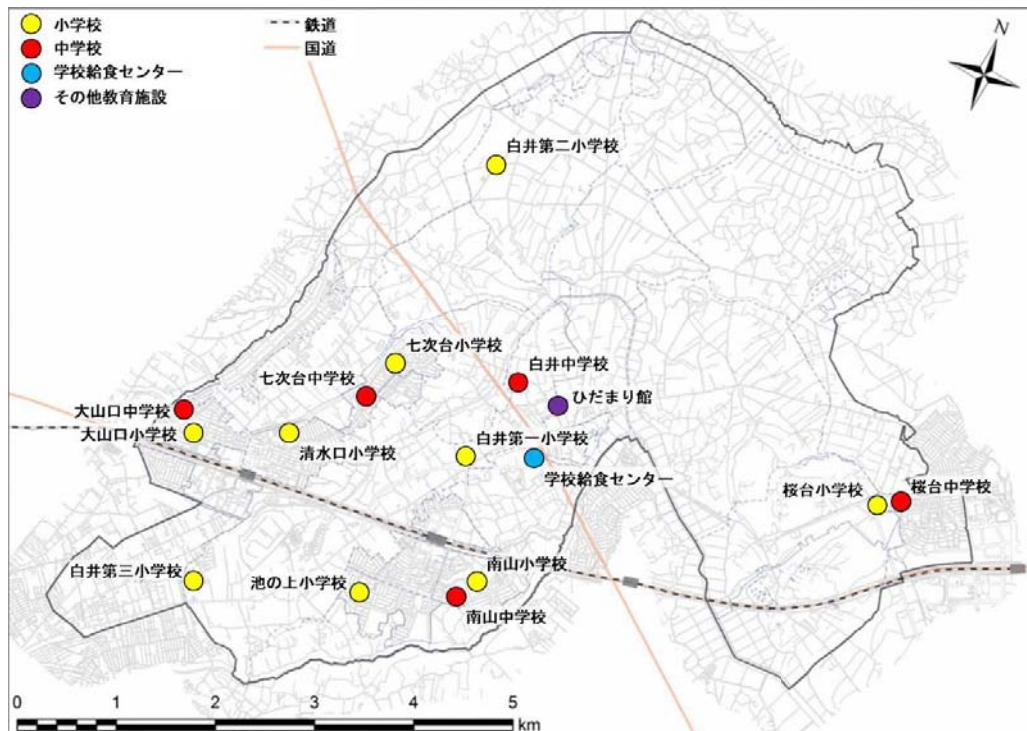 小学校
中学校
学校給食センター
その他教育施設
鉄道
国道
N
白井第二小学校
七次台小学校
七次台中学校
白井中学校
ひだまり館
大山口中学校
大山口小学校
清水口小学校
白井第一小学校
学校給食センター
桜台小学校
桜台中学校
白井第三小学校
池の上小学校
南山小学校
南山中学校
0 1 2 3 4 5
km